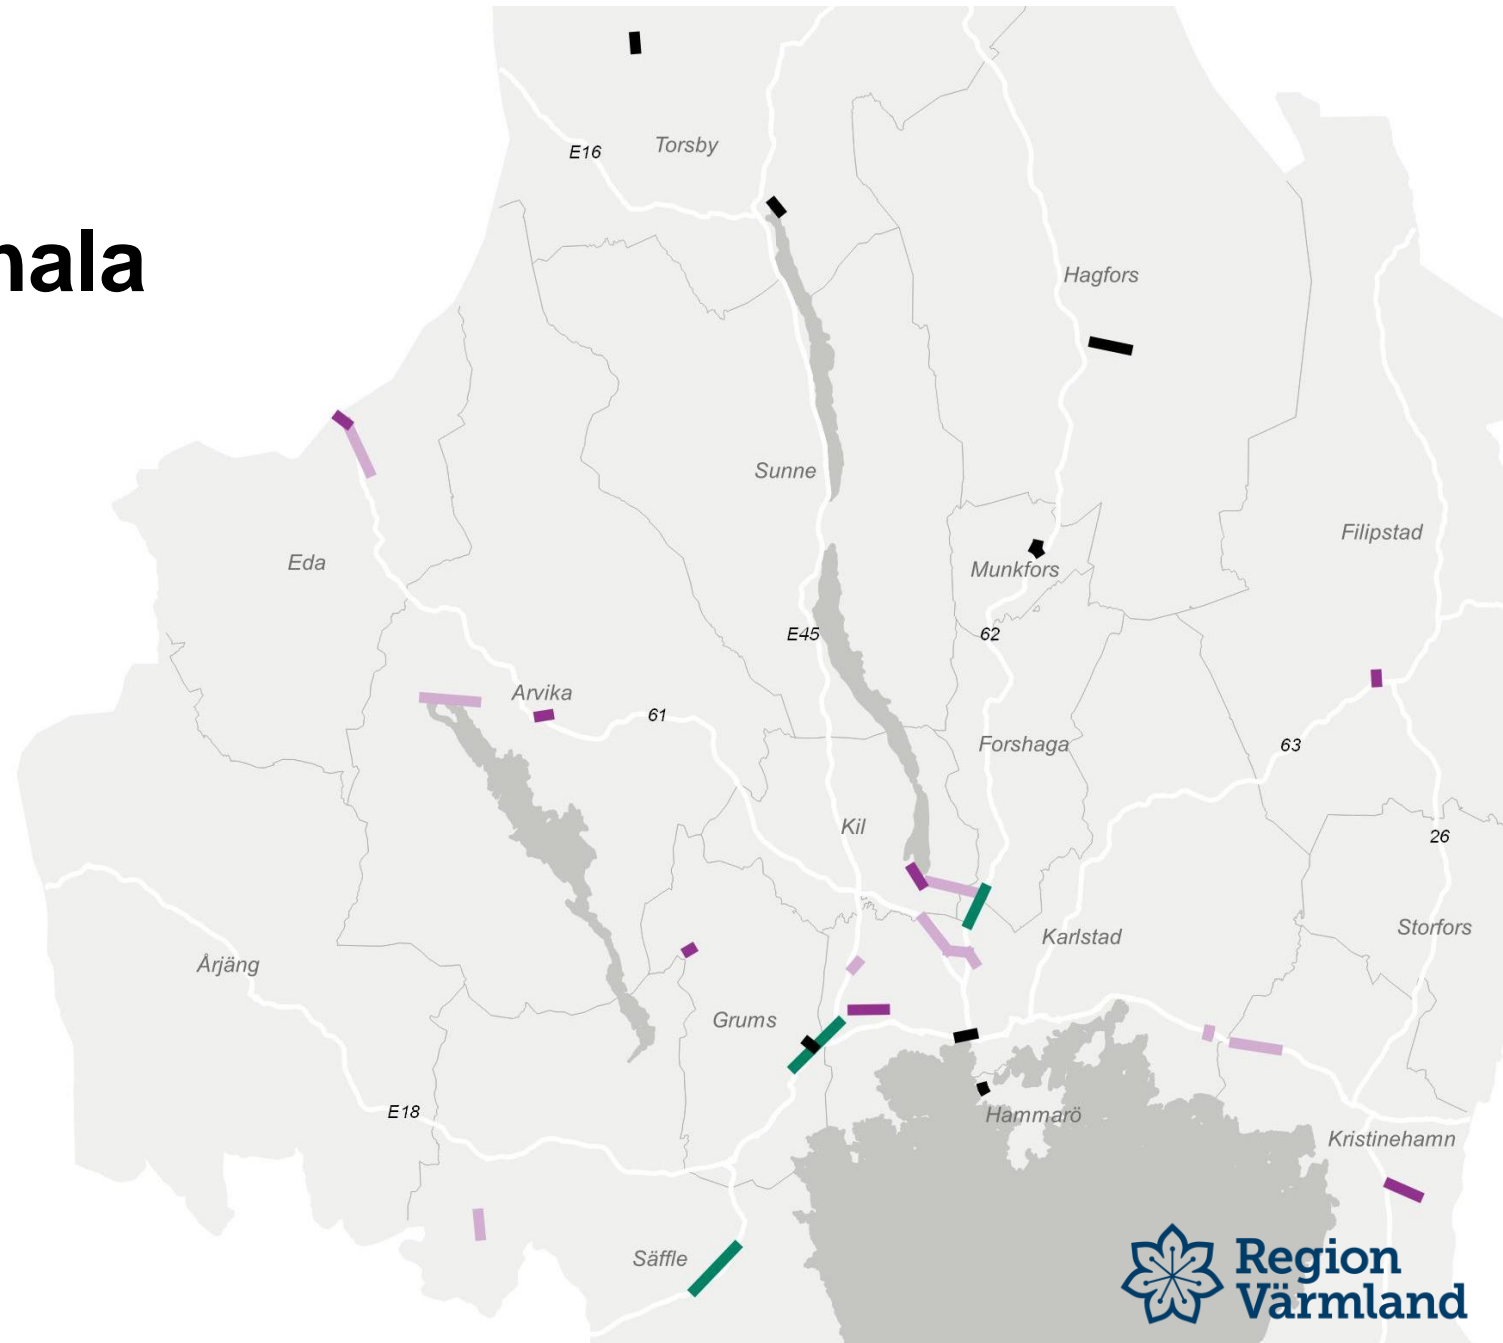 E16
Torsby
nala
Hagfors
Sunne
Filipstad
Eda
Munkfors
E45
62
Arvika
61
Forshaga
63
Kil
26
Storfors
Karlstad
Årjäng
Grums
E18
Hammarö
Kristinehamn
Säffle
Region
Värmland